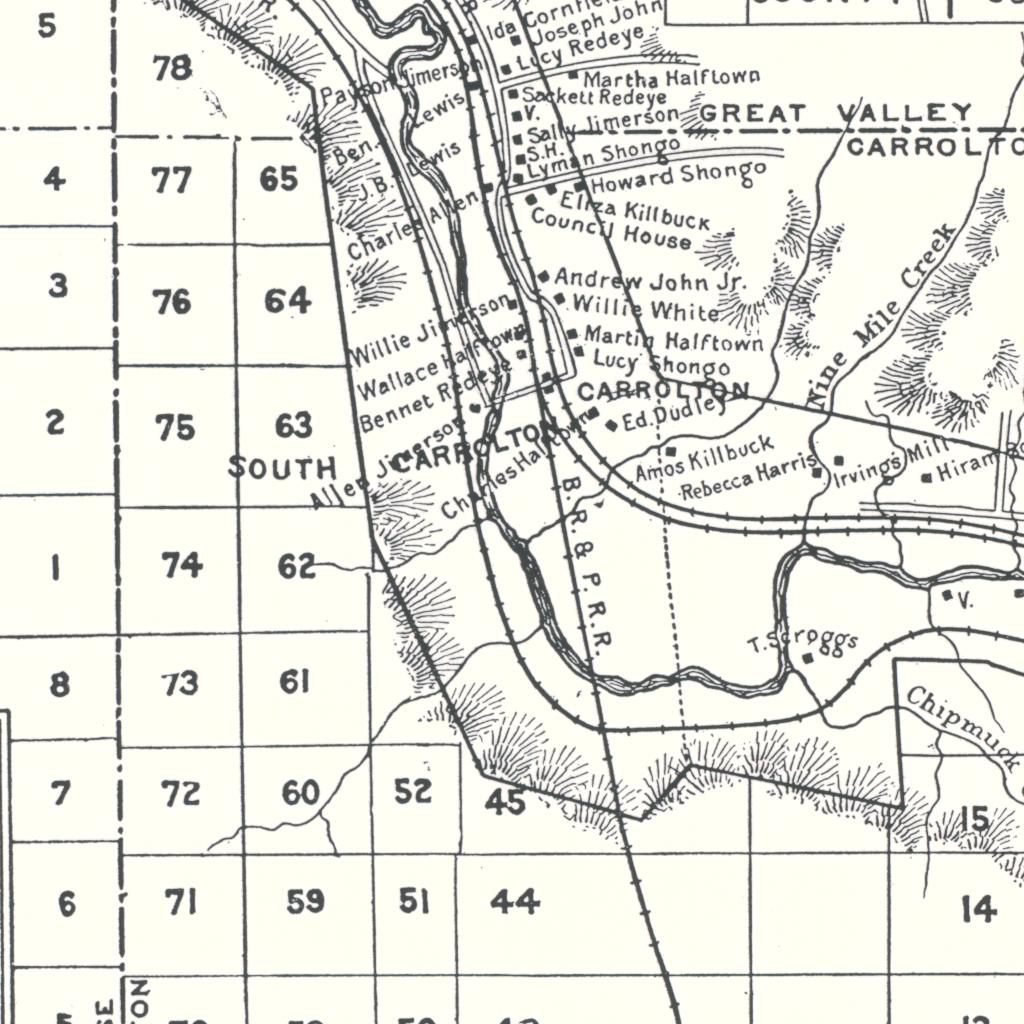 5
78
Ida
Joseph John
Lucy Redeye
Martha Halftown
Sackett Redeye
V.
Sally Jimerson
S.H.
Lyman Shongo
Howard Shongo
Eliza Killbuck
Council House
GREAT VALLEY
Payson Jimerson
Lewis
Ben.
J.B. Lewis
Charles Allen
4
77
65
3
76
64
Andrew John Jr.
Willie White
Martin Halftown
Lucy Shongo
CARROLTON
Ed. Dudley
Nine Mile Creek
Willie Jimerson
Wallace Halftown
Bennet Redeye
Allen Jimerson
CARROLTON
Charles Halftown
Amos Killbuck
Rebecca Harris
Irvings Mill
Hiram
2
75
63
SOUTH
1
74
62
B.R. & P.R.R.
V.
T. Scroggs
Chipmuck
8
73
61
7
72
60
52
45
15
6
71
59
51
44
14